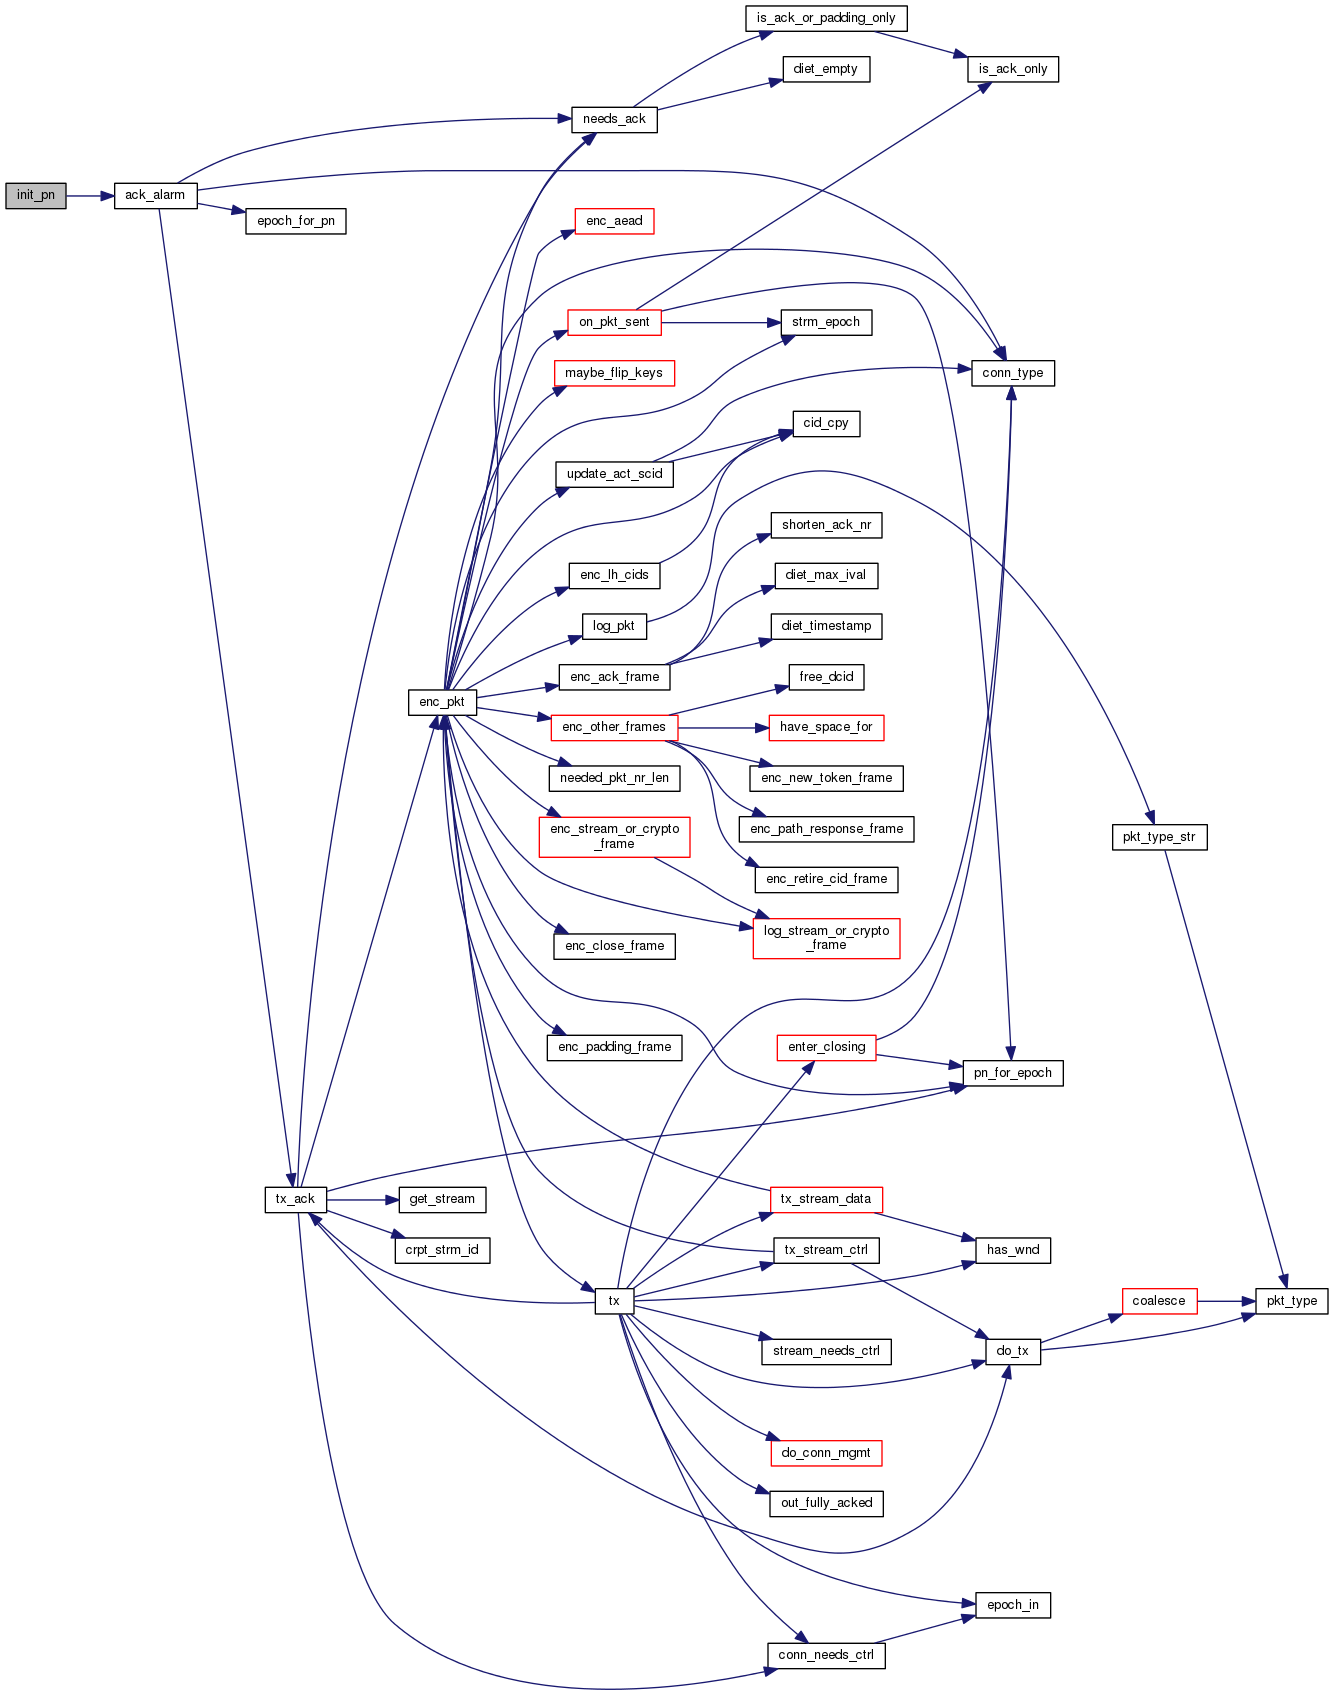 is_ack_or_padding_only
is_ack_only
diet_empty
needs_ack
init_pn
ack_alarm
epoch_for_pn
enc_aead
on_pkt_sent
strm_epoch
maybe_flip_keys
conn_type
cid_cpy
update_act_scid
shorten_ack_nr
enc_lh_cids
diet_max_ival
log_pkt
diet_timestamp
enc_ack_frame
free_dcid
enc_pkt
enc_other_frames
have_space_for
needed_pkt_nr_len
enc_new_token_frame
enc_stream_or_crypto
_frame
enc_path_response_frame
pkt_type_str
enc_retire_cid_frame
log_stream_or_crypto
_frame
enc_close_frame
enc_padding_frame
enter_closing
pn_for_epoch
tx_ack
get_stream
tx_stream_data
crpt_strm_id
tx_stream_ctrl
has_wnd
tx
coalesce
pkt_type
stream_needs_ctrl
do_tx
do_conn_mgmt
out_fully_acked
epoch_in
conn_needs_ctrl